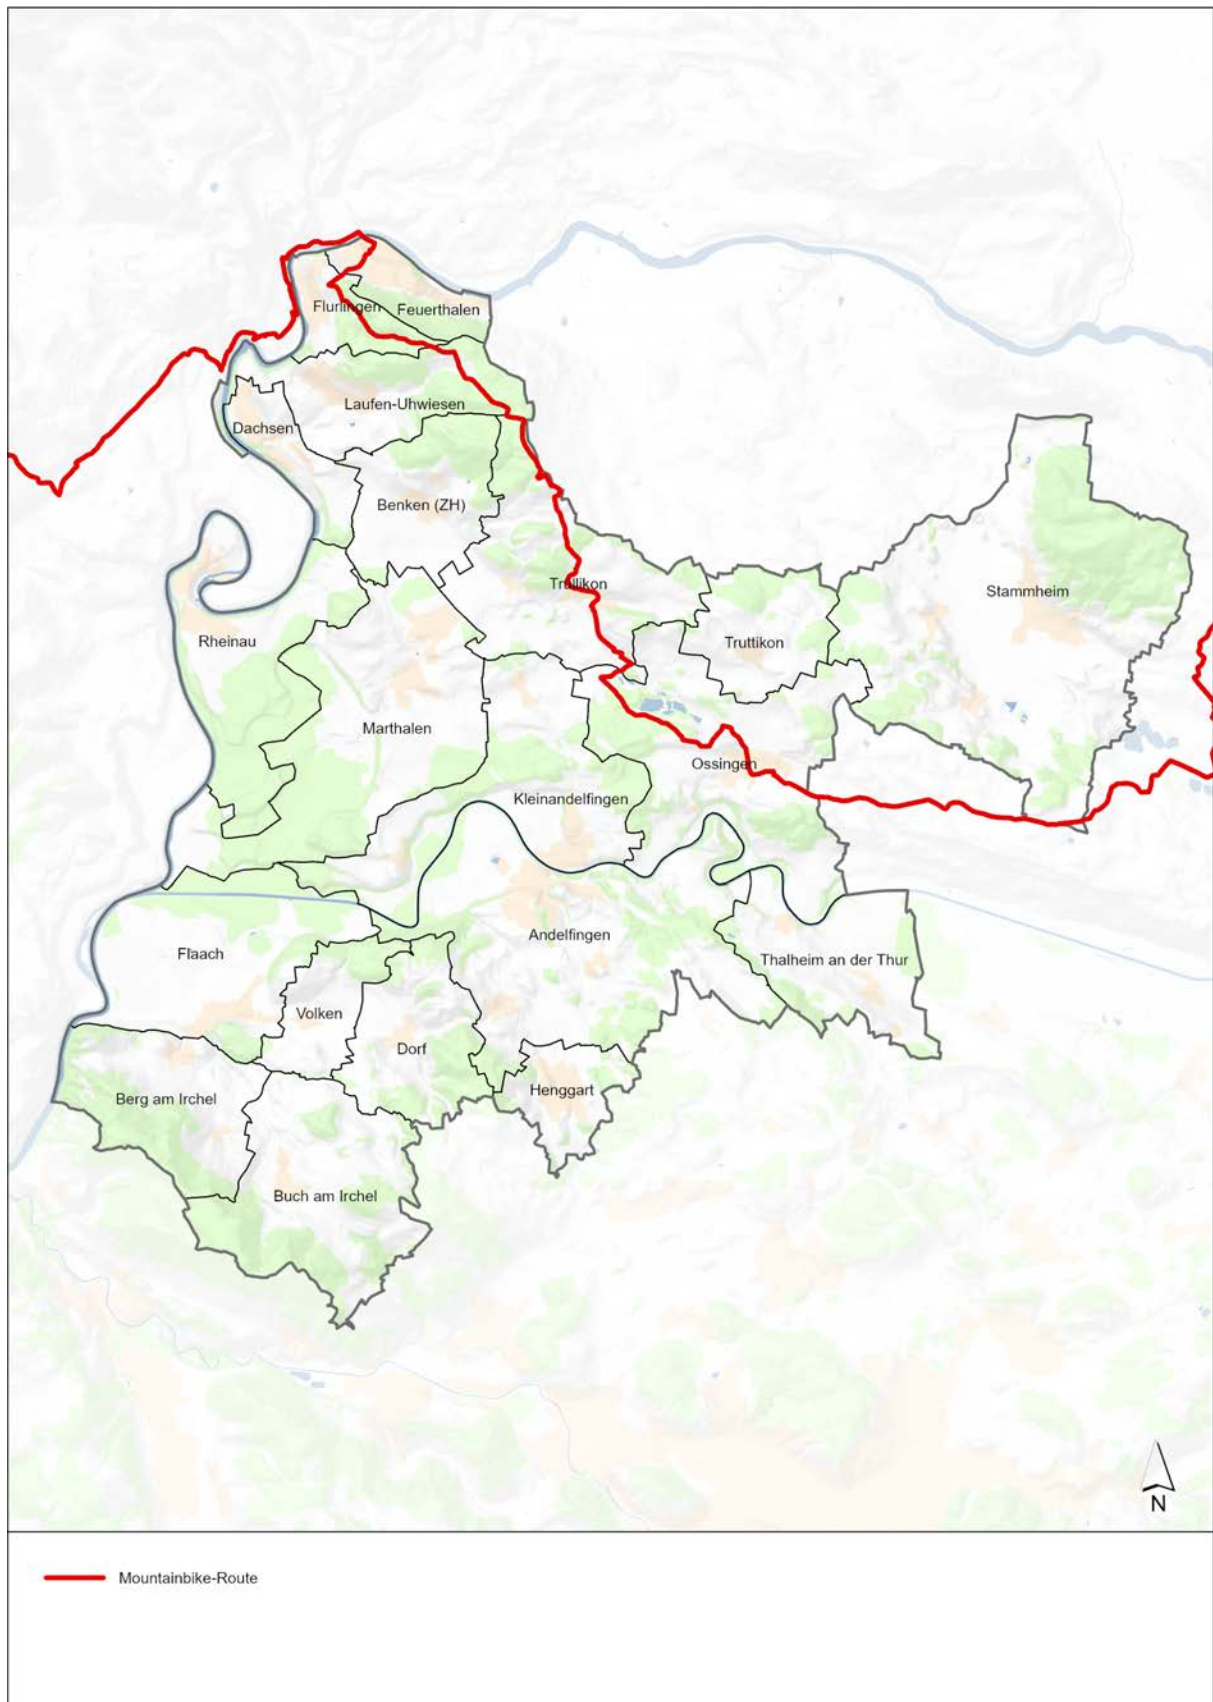 Flurlingen
Feuerthalen
Laufen-Uhwiesen
Dachsen
Benken (ZH)
Trüllikon
Stammheim
Rheinau
Truttikon
Marthalen
Ossingen
Kleinandelfingen
Andelfingen
Flaach
Thalheim an der Thur
Volken
Dorf
Henggart
Berg am Irchel
Buch am Irchel
N
Mountainbike-Route